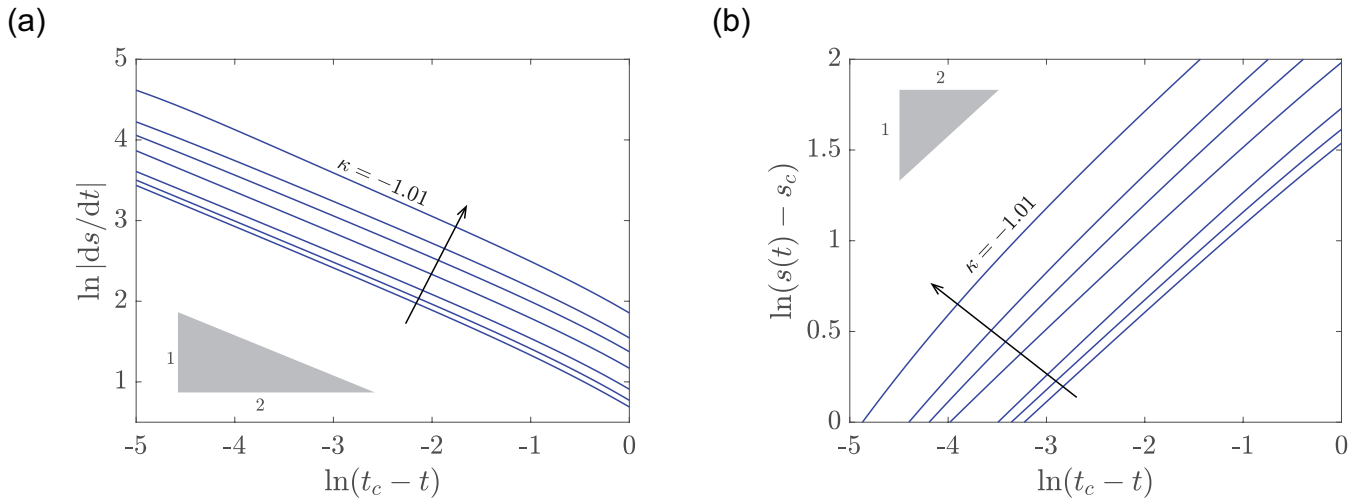 (a)
5
4
3
2
1
ln |ds/dt|
κ = −1.01
1
2
-5 -4 -3 -2 -1 0
ln(t_c − t)
(b)
2
1.5
1
0.5
0
ln(s(t) − s_c)
2
1
κ = −1.01
-5 -4 -3 -2 -1 0
ln(t_c − t)